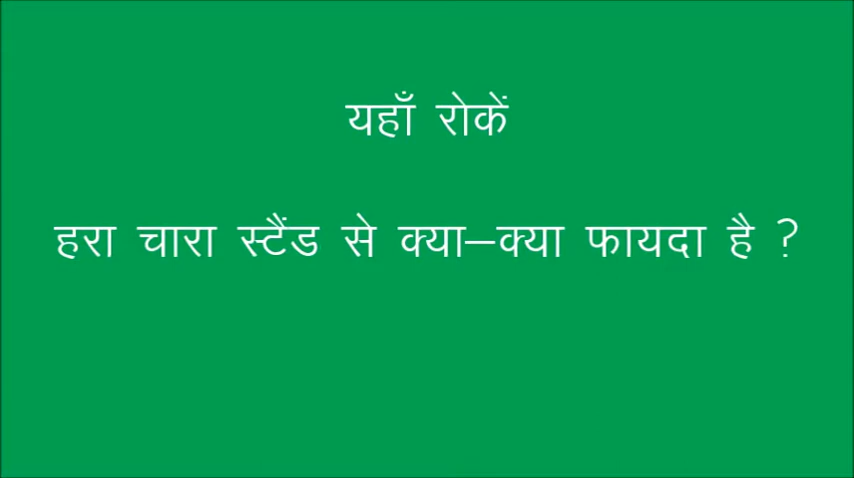 यहाँ रोकें
हरा चारा स्टैंड से क्या–क्या फायदा है ?